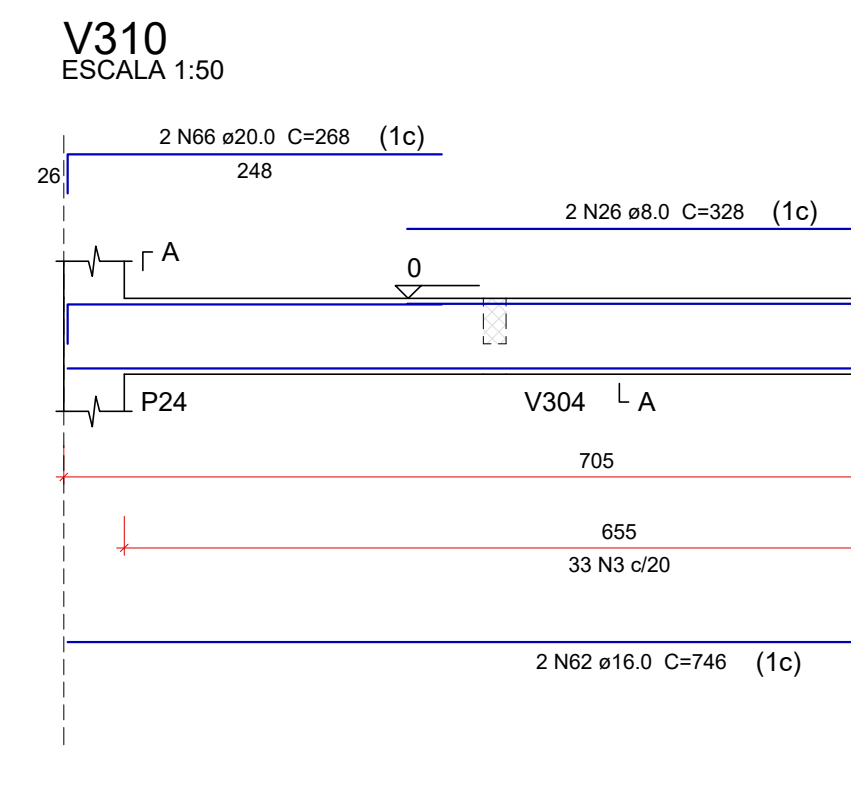 V310
ESCALA 1:50
2 N66 ø20.0 C=268 (1c)
26
248
2 N26 ø8.0 C=328 (1c)
A
0
P24
V304
A
705
655
33 N3 c/20
2 N62 ø16.0 C=746 (1c)